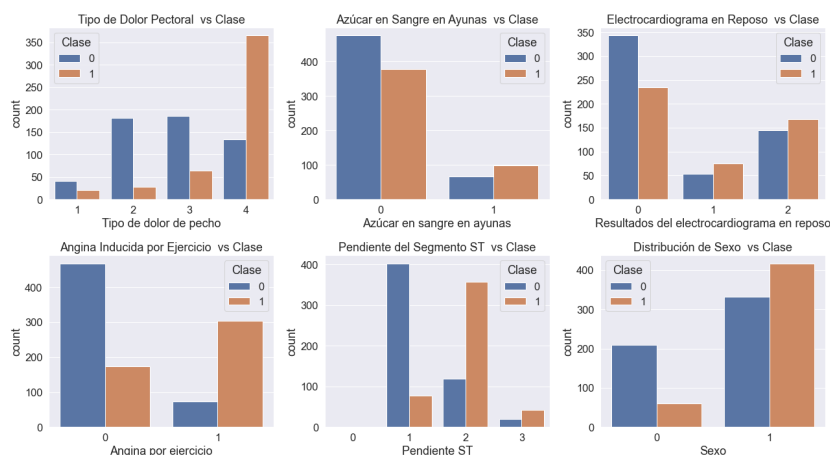 Tipo de Dolor Pectoral  vs Clase
Clase
0
1
count
350
300
250
200
150
100
50
0
1 2 3 4
Tipo de dolor de pecho
Azúcar en Sangre en Ayunas  vs Clase
Clase
0
1
count
400
300
200
100
0
0 1
Azúcar en sangre en ayunas
Electrocardiograma en Reposo  vs Clase
Clase
0
1
count
350
300
250
200
150
100
50
0
0 1 2
Resultados del electrocardiograma en reposo
Angina Inducida por Ejercicio  vs Clase
Clase
0
1
count
400
300
200
100
0
0 1
Angina por ejercicio
Pendiente del Segmento ST  vs Clase
Clase
0
1
count
400
300
200
100
0
0 1 2 3
Pendiente ST
Distribución de Sexo  vs Clase
Clase
0
1
count
400
300
200
100
0
0 1
Sexo